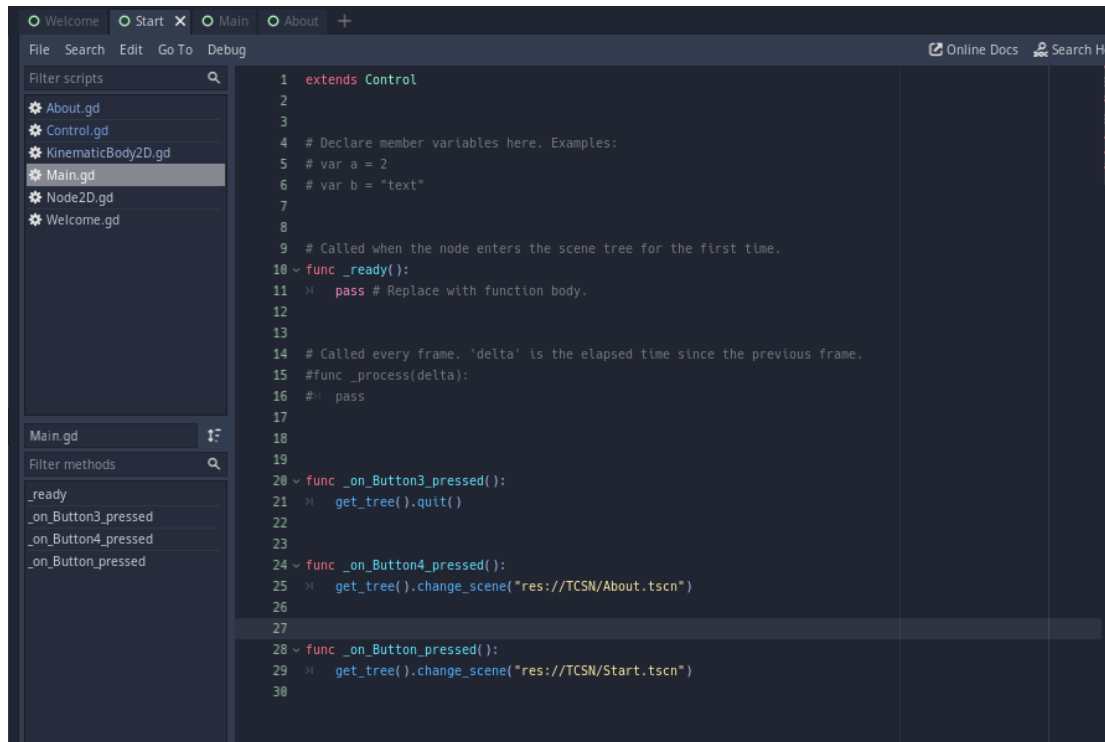 Welcome Start Main About
File Search Edit Go To Debug Online Docs Search H
Filter scripts
About.gd
Control.gd
KinematicBody2D.gd
Main.gd
Node2D.gd
Welcome.gd
Main.gd
Filter methods
_ready
_on_Button3_pressed
_on_Button4_pressed
_on_Button_pressed
1 extends Control
2
3
4 # Declare member variables here. Examples:
5 # var a = 2
6 # var b = "text"
7
8
9 # Called when the node enters the scene tree for the first time.
10 func _ready():
11 pass # Replace with function body.
12
13
14 # Called every frame. 'delta' is the elapsed time since the previous frame.
15 #func _process(delta):
16 # pass
17
18
19
20 func _on_Button3_pressed():
21 get_tree().quit()
22
23
24 func _on_Button4_pressed():
25 get_tree().change_scene("res://TCSN/About.tscn")
26
27
28 func _on_Button_pressed():
29 get_tree().change_scene("res://TCSN/Start.tscn")
30